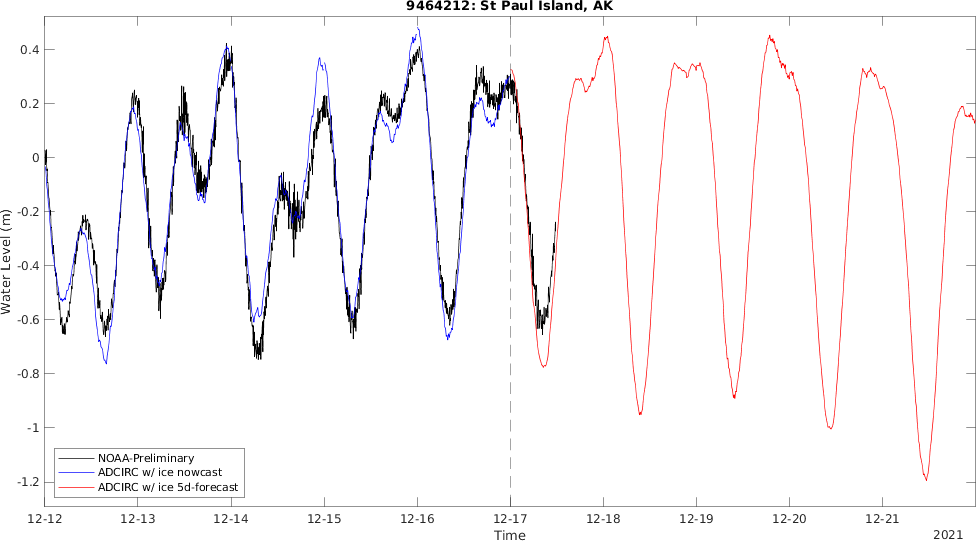 9464212: St Paul Island, AK
0.4
0.2
0
-0.2
-0.4
-0.6
-0.8
-1
-1.2
Water Level (m)
NOAA-Preliminary
ADCIRC w/ ice nowcast
ADCIRC w/ ice 5d-forecast
12-12 12-13 12-14 12-15 12-16 12-17 12-18 12-19 12-20 12-21
Time
2021